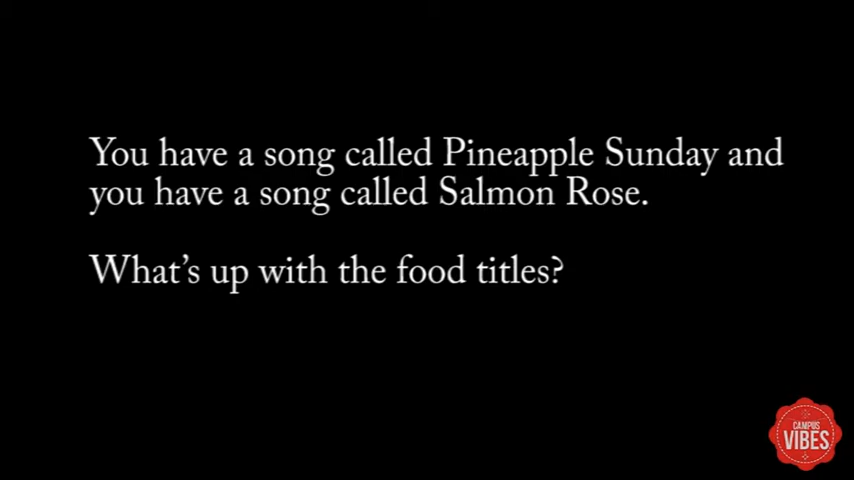 You have a song called Pineapple Sunday and
you have a song called Salmon Rose.
What's up with the food titles?
CAMPUS
VIBES